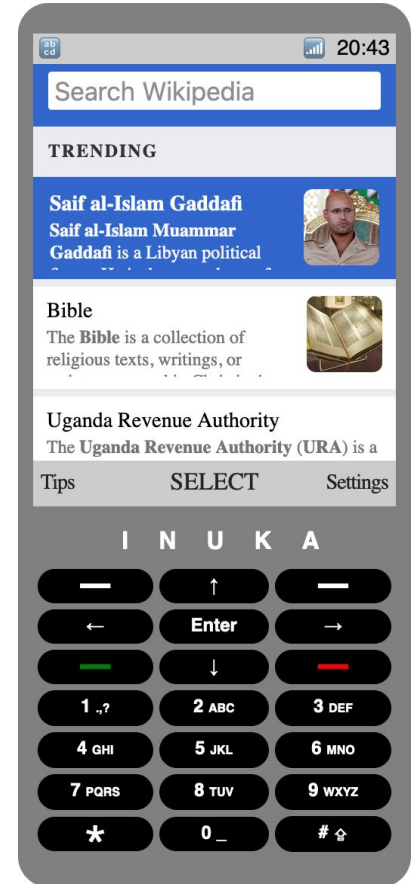 ab
cd
20:43
Search Wikipedia
TRENDING
Saif al-Islam Gaddafi
Saif al-Islam Muammar
Gaddafi is a Libyan political
Bible
The Bible is a collection of
religious texts, writings, or
Uganda Revenue Authority
The Uganda Revenue Authority (URA) is a
Tips SELECT Settings
I N U K A
↑
← Enter →
↓
1 .,? 2 ABC 3 DEF
4 GHI 5 JKL 6 MNO
7 PQRS 8 TUV 9 WXYZ
* 0 _ # ⇪